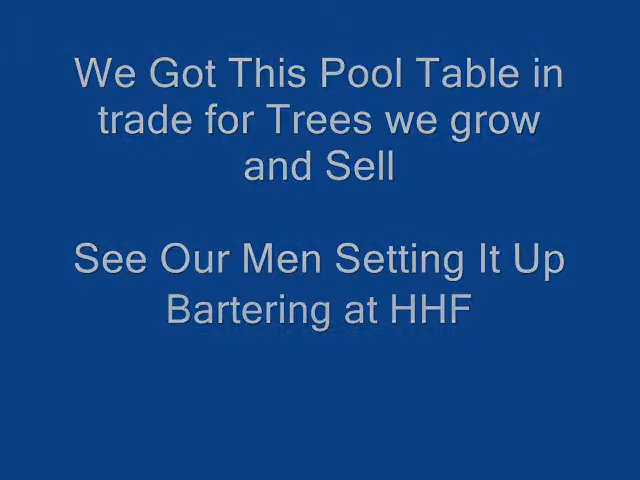 We Got This Pool Table in
trade for Trees we grow
and Sell
See Our Men Setting It Up
Bartering at HHF